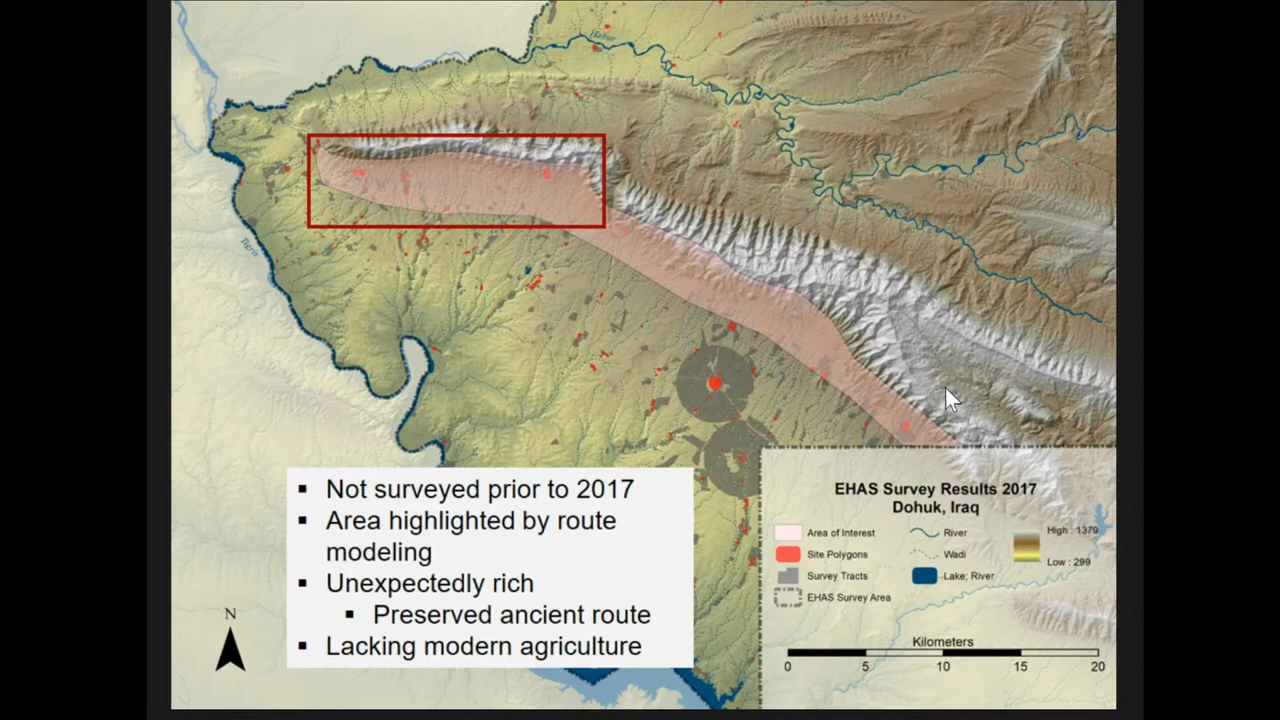 Habur
Tigris
▪ Not surveyed prior to 2017
▪ Area highlighted by route
modeling
▪ Unexpectedly rich
▪ Preserved ancient route
▪ Lacking modern agriculture
N
EHAS Survey Results 2017
Dohuk, Iraq
Area of Interest
River
High : 1379
Site Polygons
Wadi
Low : 299
Survey Tracts
Lake; River
EHAS Survey Area
Kilometers
0 5 10 15 20